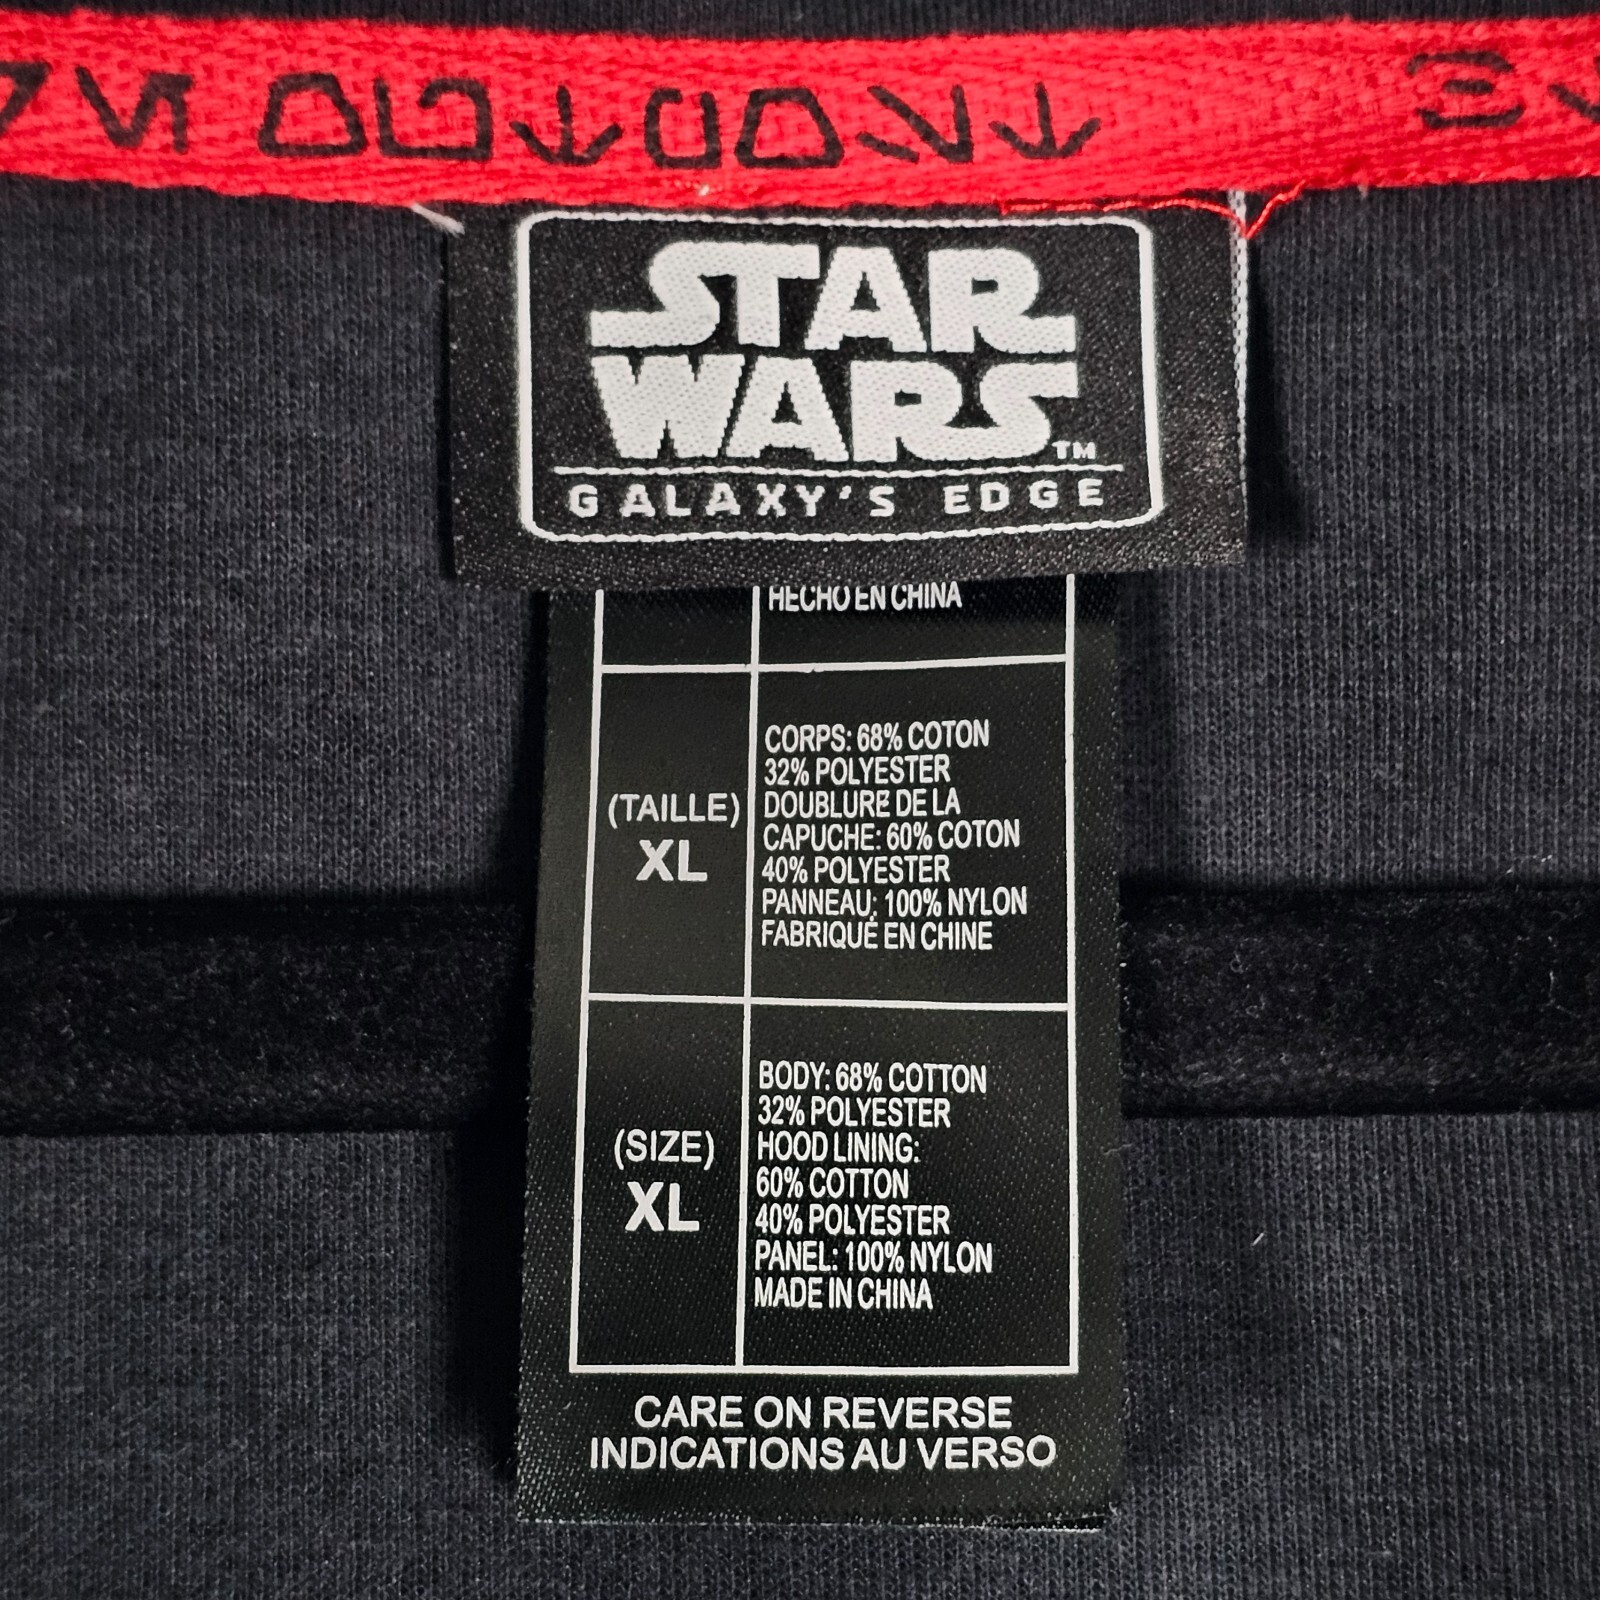 STAR
WARS™
GALAXY'S EDGE
HECHO EN CHINA
(TAILLE)
XL
CORPS: 68% COTON
32% POLYESTER
DOUBLURE DE LA
CAPUCHE: 60% COTON
40% POLYESTER
PANNEAU: 100% NYLON
FABRIQUÉ EN CHINE
(SIZE)
XL
BODY: 68% COTTON
32% POLYESTER
HOOD LINING:
60% COTTON
40% POLYESTER
PANEL: 100% NYLON
MADE IN CHINA
CARE ON REVERSE
INDICATIONS AU VERSO